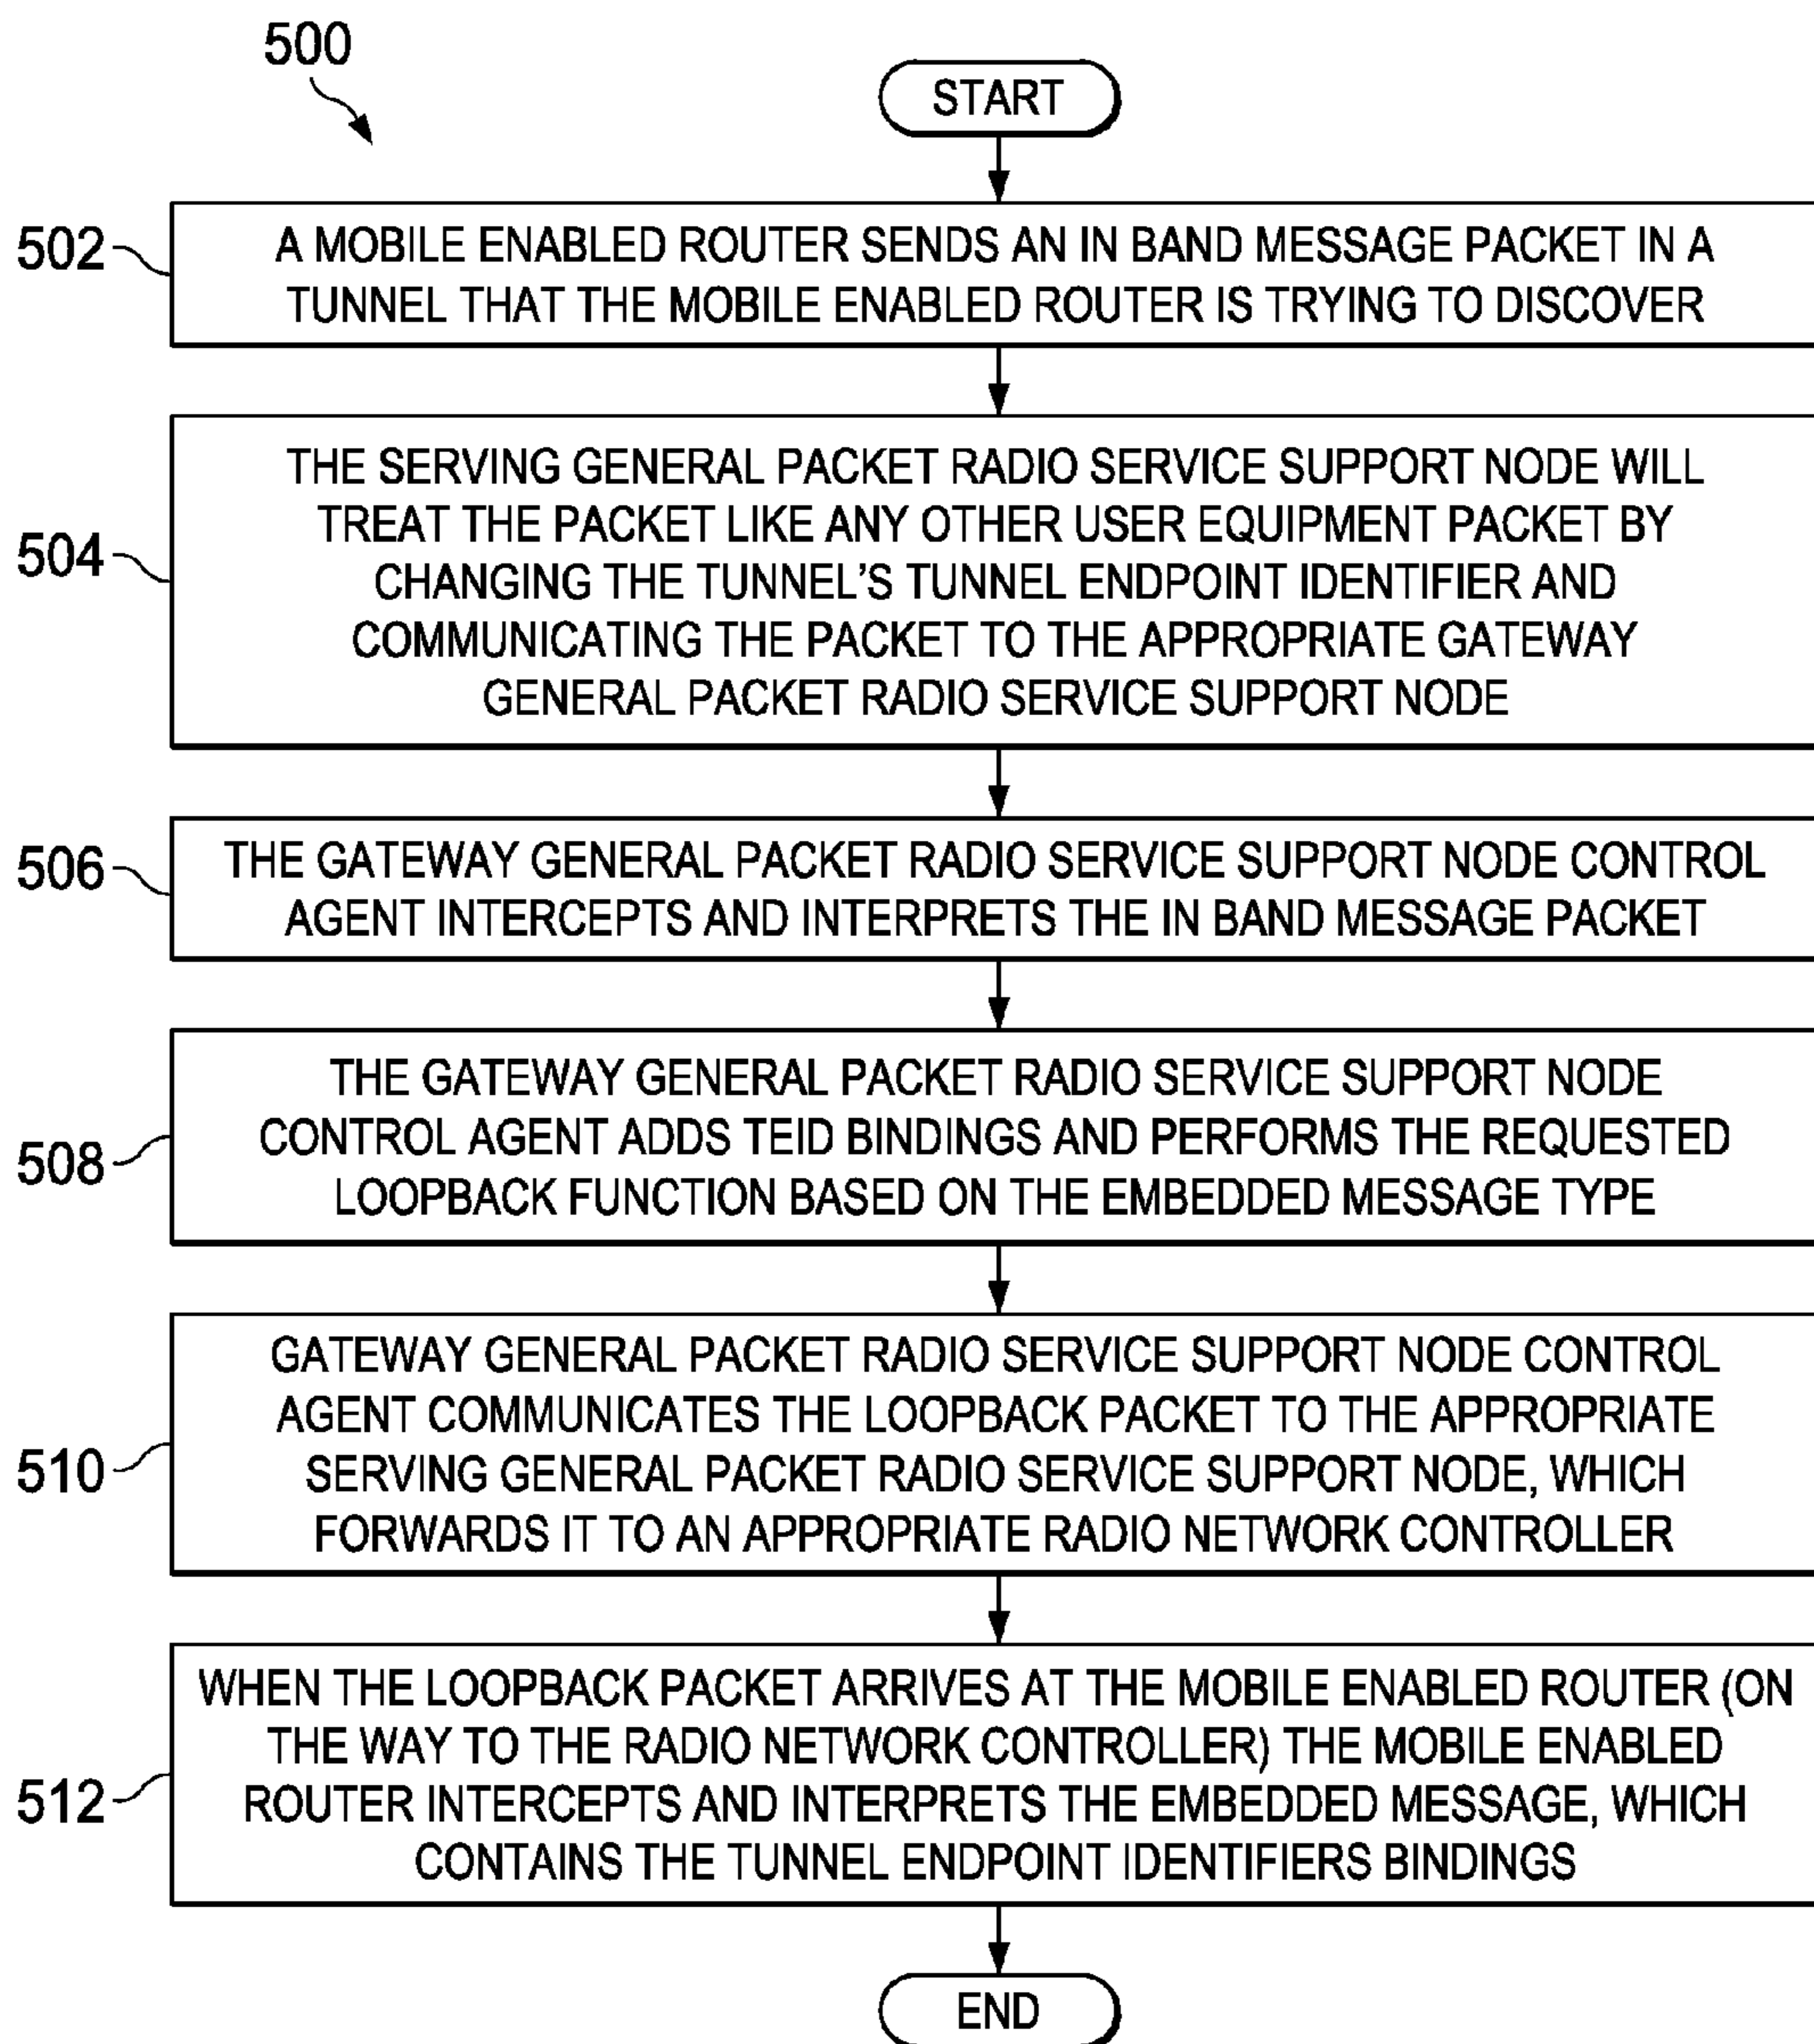 500
START
502
A MOBILE ENABLED ROUTER SENDS AN IN BAND MESSAGE PACKET IN A
TUNNEL THAT THE MOBILE ENABLED ROUTER IS TRYING TO DISCOVER
504
THE SERVING GENERAL PACKET RADIO SERVICE SUPPORT NODE WILL
TREAT THE PACKET LIKE ANY OTHER USER EQUIPMENT PACKET BY
CHANGING THE TUNNEL'S TUNNEL ENDPOINT IDENTIFIER AND
COMMUNICATING THE PACKET TO THE APPROPRIATE GATEWAY
GENERAL PACKET RADIO SERVICE SUPPORT NODE
506
THE GATEWAY GENERAL PACKET RADIO SERVICE SUPPORT NODE CONTROL
AGENT INTERCEPTS AND INTERPRETS THE IN BAND MESSAGE PACKET
508
THE GATEWAY GENERAL PACKET RADIO SERVICE SUPPORT NODE
CONTROL AGENT ADDS TEID BINDINGS AND PERFORMS THE REQUESTED
LOOPBACK FUNCTION BASED ON THE EMBEDDED MESSAGE TYPE
510
GATEWAY GENERAL PACKET RADIO SERVICE SUPPORT NODE CONTROL
AGENT COMMUNICATES THE LOOPBACK PACKET TO THE APPROPRIATE
SERVING GENERAL PACKET RADIO SERVICE SUPPORT NODE, WHICH
FORWARDS IT TO AN APPROPRIATE RADIO NETWORK CONTROLLER
512
WHEN THE LOOPBACK PACKET ARRIVES AT THE MOBILE ENABLED ROUTER (ON
THE WAY TO THE RADIO NETWORK CONTROLLER) THE MOBILE ENABLED
ROUTER INTERCEPTS AND INTERPRETS THE EMBEDDED MESSAGE, WHICH
CONTAINS THE TUNNEL ENDPOINT IDENTIFIERS BINDINGS
END